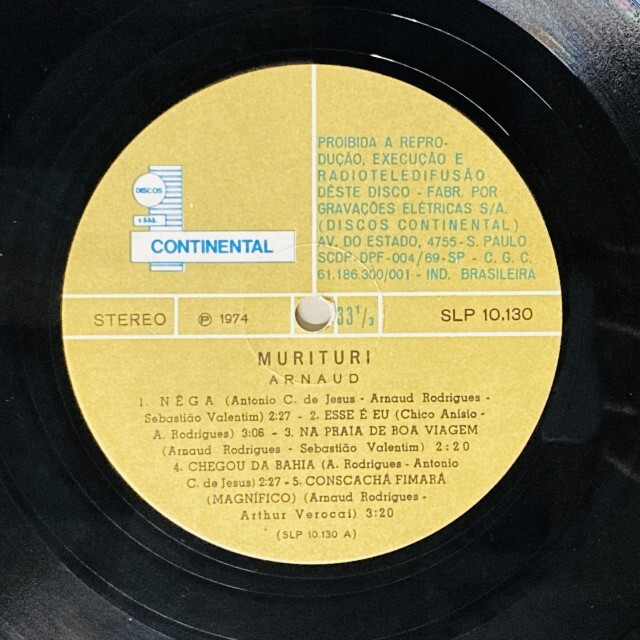 PROIBIDA A REPRO-
DUÇÃO, EXECUÇÃO E
RADIOTELEDIFUSÃO
DÊSTE DISCO - FABR. POR
GRAVAÇÕES ELÉTRICAS S/A.
(DISCOS CONTINENTAL)
AV. DO ESTADO, 4755 - S. PAULO
SCDP-DPF-004/69-SP - C. G. C.
61.186.300/001 - IND. BRASILEIRA
DISCOS
CONTINENTAL
STEREO
℗ 1974
33 1/3
SLP 10.130
MURITURI
ARNAUD
1. NÊGA (Antonio C. de Jesus - Arnaud Rodrigues -
Sebastião Valentim) 2:27 - 2. ESSE É EU (Chico Anísio -
A. Rodrigues) 3:06 - 3. NA PRAIA DE BOA VIAGEM
(Arnaud Rodrigues - Sebastião Valentim) 2:20
4. CHEGOU DA BAHIA (A. Rodrigues - Antonio
C. de Jesus) 2:27 - 5. CONSCACHÁ FIMARÁ
(MAGNÍFICO) (Arnaud Rodrigues -
Arthur Verocai) 3:20
(SLP 10.130 A)